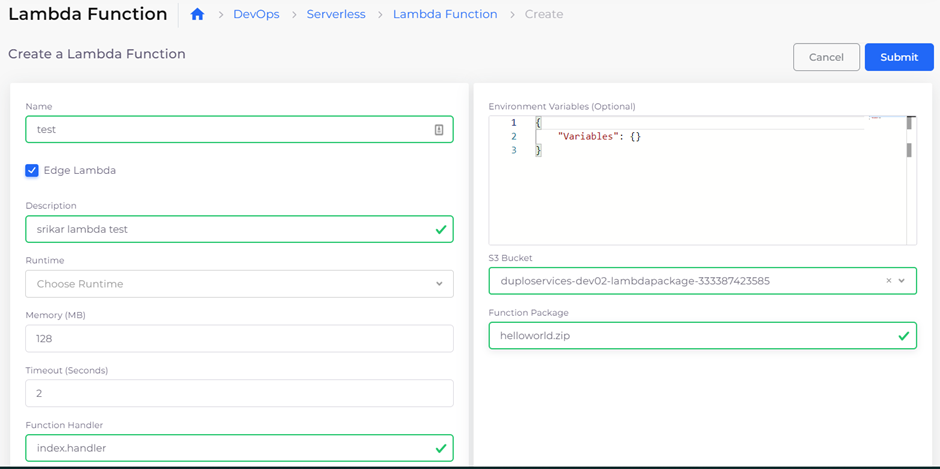 Lambda Function > DevOps > Serverless > Lambda Function > Create
Create a Lambda Function
Cancel
Submit
Name
test
Edge Lambda
Description
srikar lambda test
Runtime
Choose Runtime
Memory (MB)
128
Timeout (Seconds)
2
Function Handler
index.handler
Environment Variables (Optional)
1 {
2 "Variables": {}
3 }
S3 Bucket
duploservices-dev02-lambdapackage-333387423585
Function Package
helloworld.zip